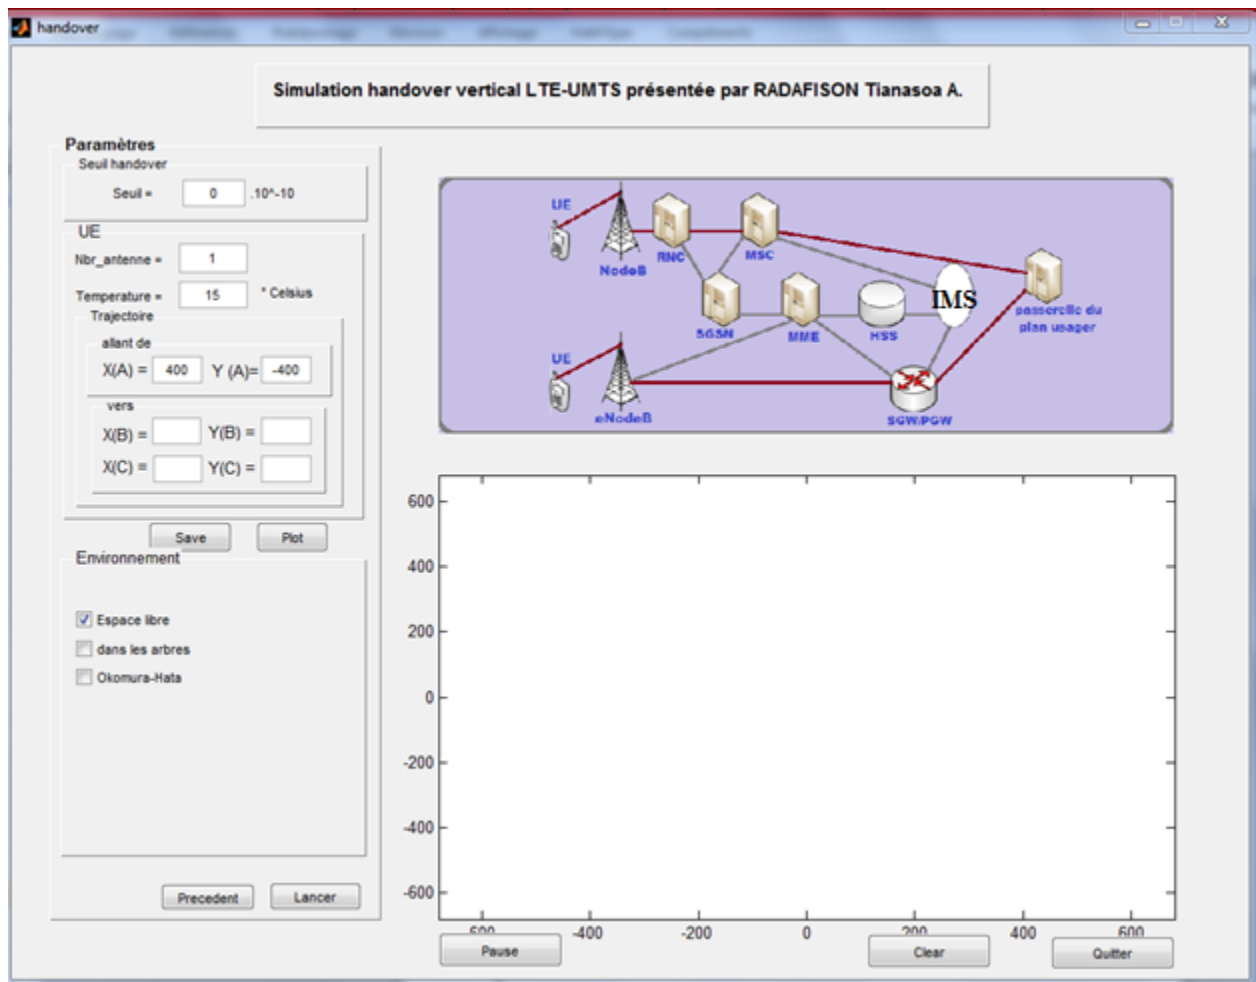 handover
Simulation handover vertical LTE-UMTS présentée par RADAFISON Tianasoa A.
Paramètres
Seuil handover
Seuil = 0 .10^-10
UE
Nbr_antenne = 1
Temperature = 15 ° Celsius
Trajectoire
allant de
X(A) = 400 Y (A)= -400
vers
X(B) = Y(B) =
X(C) = Y(C) =
Save Plot
Environnement
Espace libre
dans les arbres
Okomura-Hata
Precedent Lancer
UE
NodeB
RNC
MSC
SGSN
MME
HSS
IMS
passerelle du
plan usager
UE
eNodeB
SGW/PGW
600
400
200
0
-200
-400
-600
-400 -200 0 200 400 600
Pause Clear Quitter